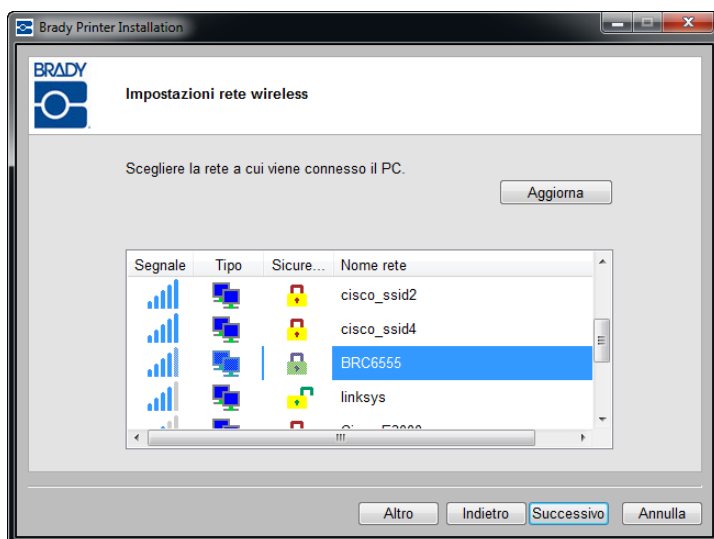 Brady Printer Installation
BRADY
Impostazioni rete wireless
Scegliere la rete a cui viene connesso il PC.
Aggiorna
Segnale Tipo Sicure... Nome rete
cisco_ssid2
cisco_ssid4
BRC6555
linksys
Altro Indietro Successivo Annulla